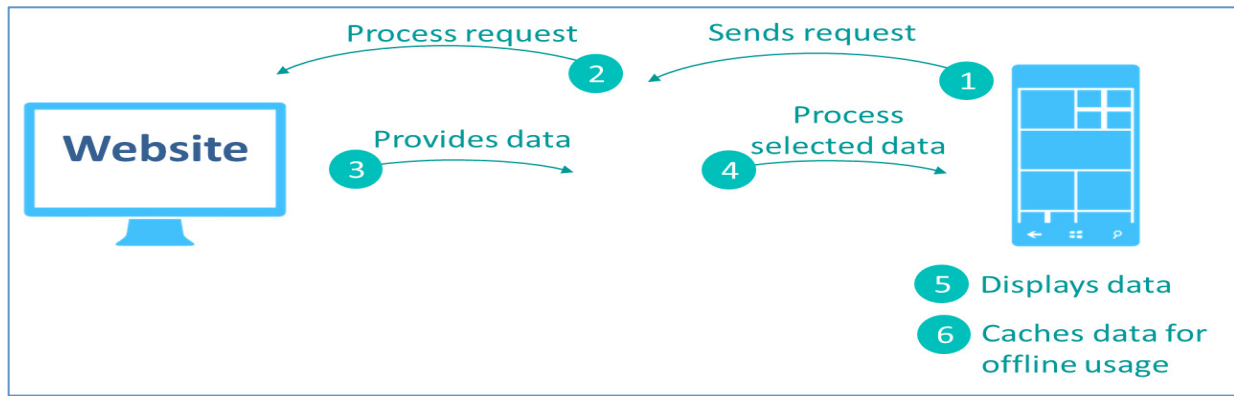 Process request
Sends request
2
1
Website
Provides data
3
Process
selected data
4
5 Displays data
6 Caches data for
offline usage